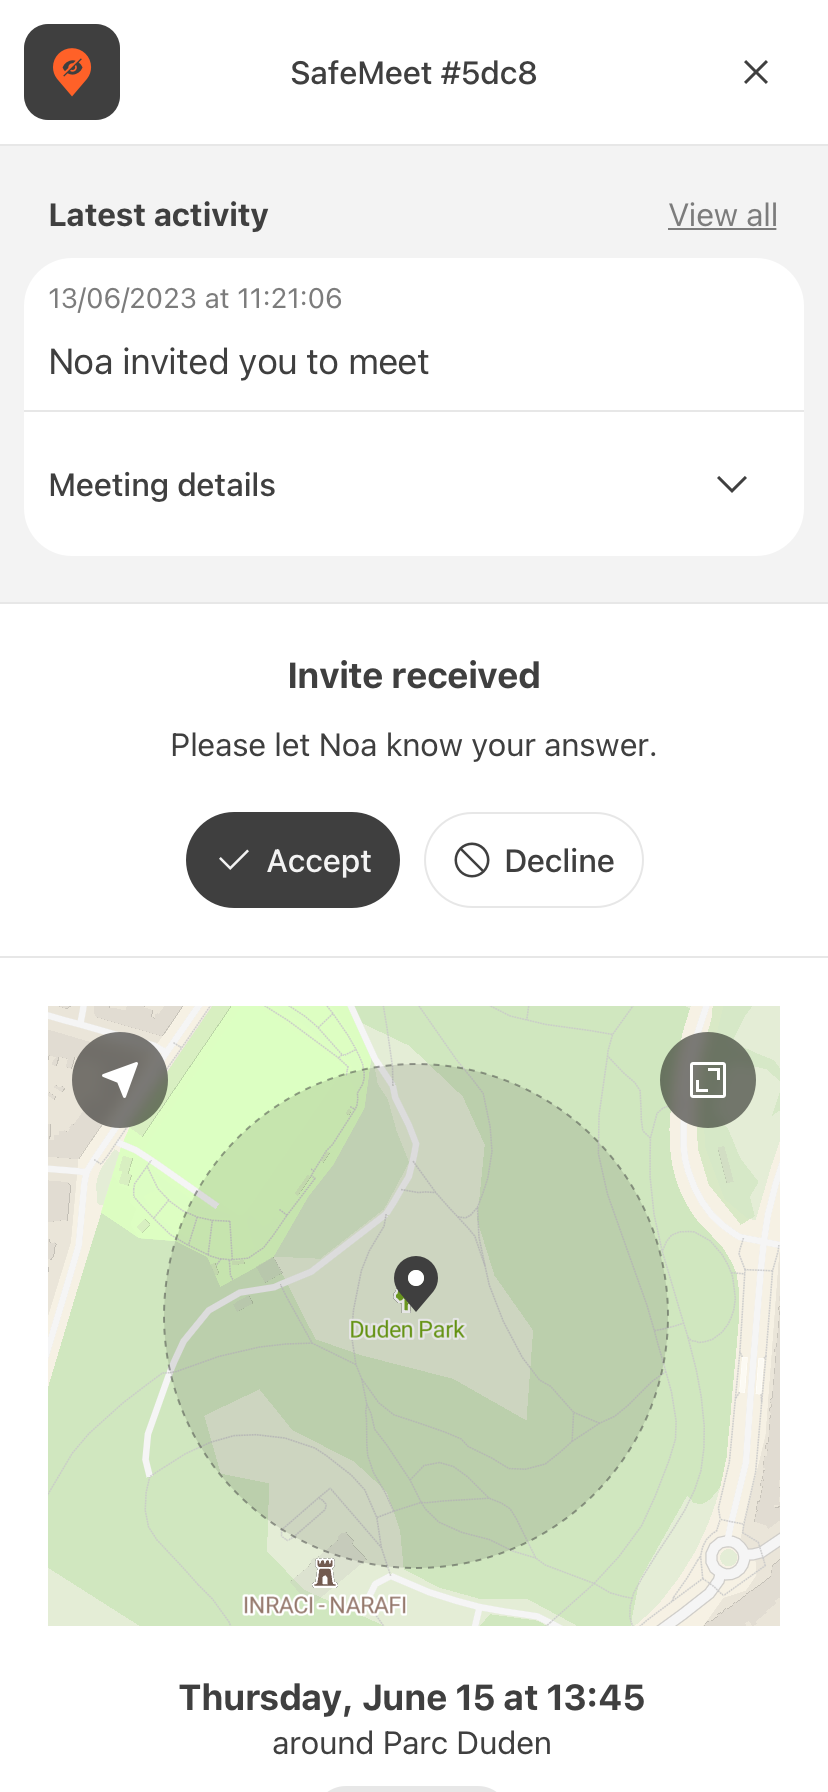 SafeMeet #5dc8
Latest activity
View all
13/06/2023 at 11:21:06
Noa invited you to meet
Meeting details
Invite received
Please let Noa know your answer.
Accept
Decline
Duden Park
INRACI - NARAFI
Thursday, June 15 at 13:45
around Parc Duden